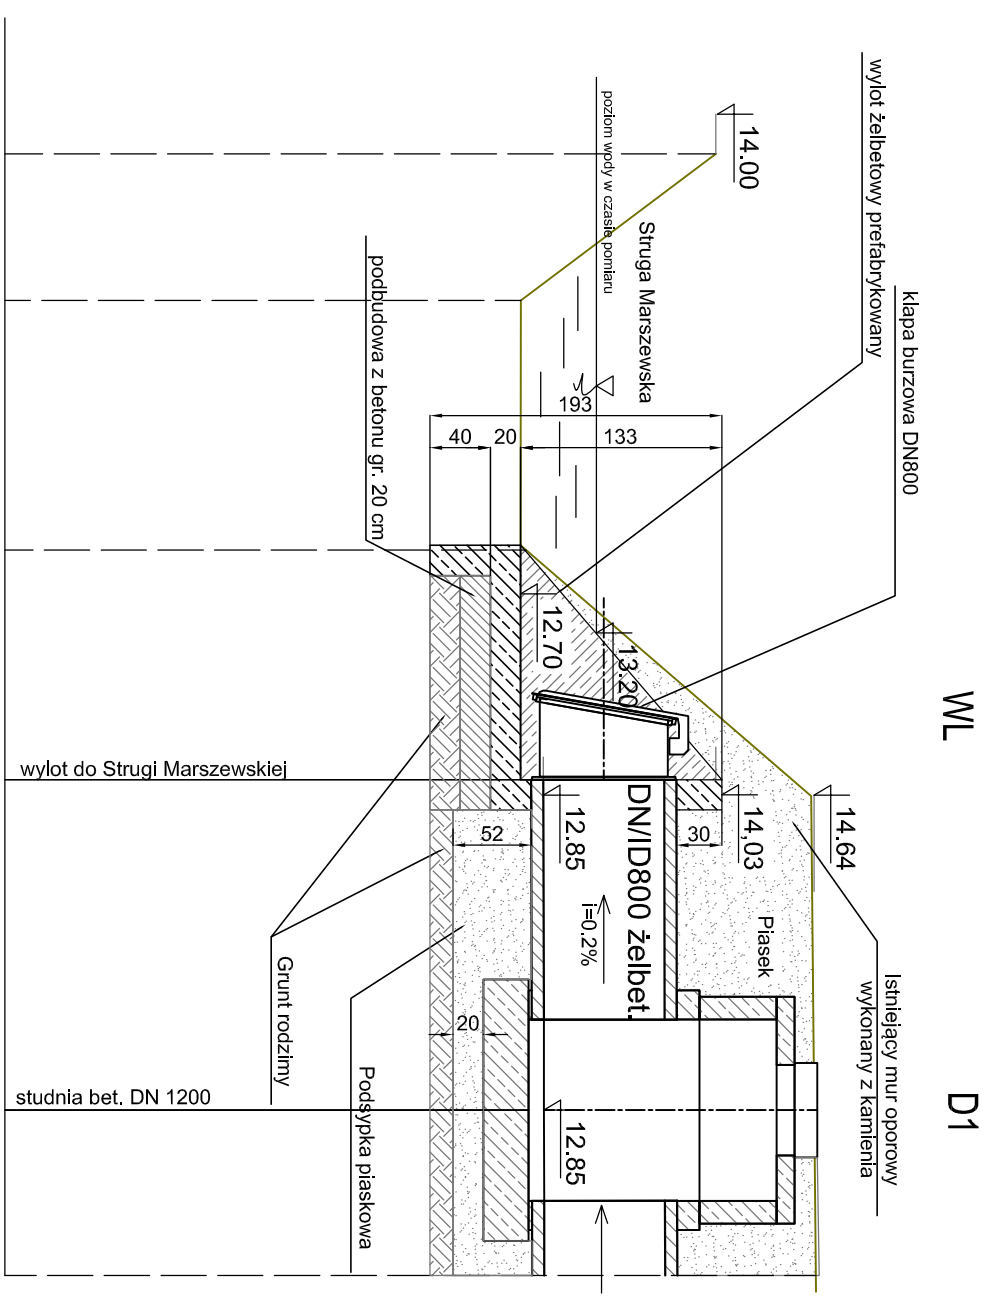 WL
D1
14.00
wylot żelbetowy prefabrykowany
klapa burzowa DN800
poziom wody w czasie pomiaru
Struga Marszewska
podbudowa z betonu gr. 20 cm
193
40
20
133
12.70
13.20
14.64
14,03
30
52
12.85
DN/ID800 żelbet.
i=0.2%
Piasek
Istniejący mur oporowy
wykonany z kamienia
wylot do Strugi Marszewskiej
Grunt rodzimy
20
Podsypka piaskowa
12.85
studnia bet. DN 1200